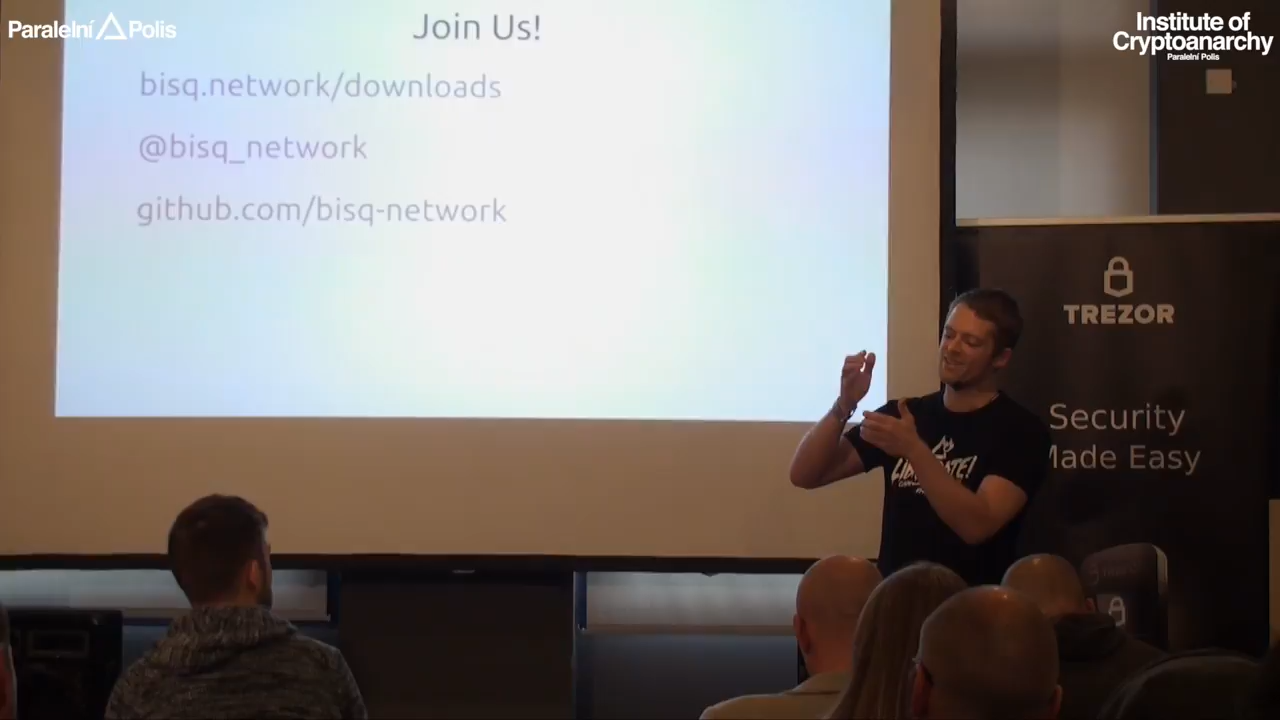 Paralelní Polis
Institute of
Cryptoanarchy
Paralelní Polis
Join Us!
bisq.network/downloads
@bisq_network
github.com/bisq-network
TREZOR
Security
Made Easy